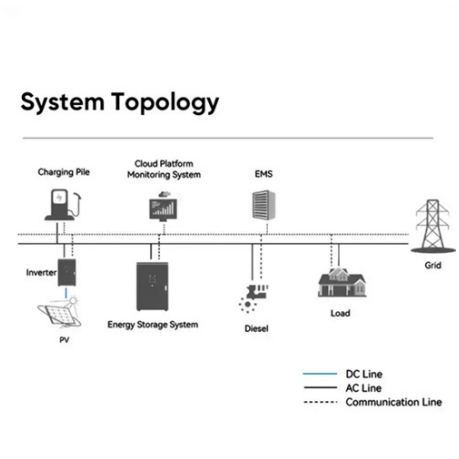 System Topology
Charging Pile
Cloud Platform
Monitoring System
EMS
Grid
Inverter
PV
Energy Storage System
Diesel
Load
DC Line
AC Line
Communication Line